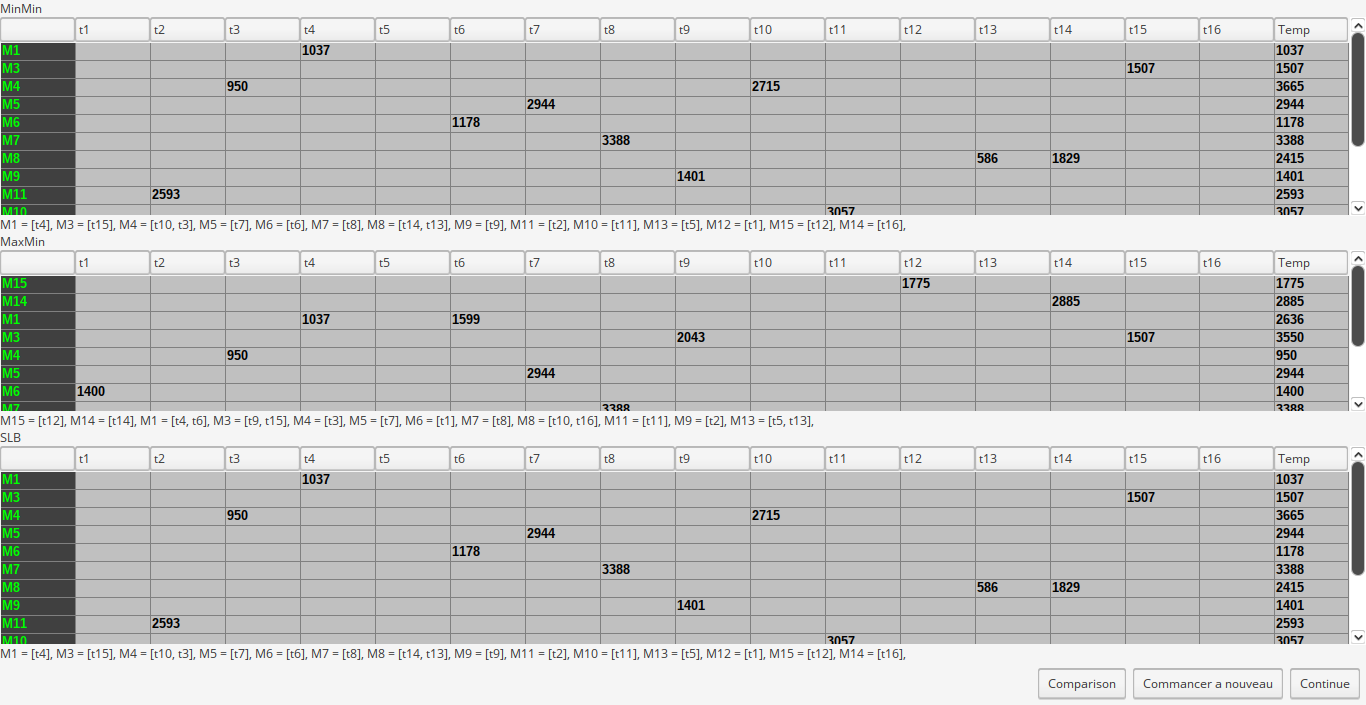 MinMin
t1 t2 t3 t4 t5 t6 t7 t8 t9 t10 t11 t12 t13 t14 t15 t16 Temp
M1 1037 1037
M3 1507 1507
M4 950 2715 3665
M5 2944 2944
M6 1178 1178
M7 3388 3388
M8 586 1829 2415
M9 1401 1401
M11 2593 2593
M10 3057 3057
M1 = [t4], M3 = [t15], M4 = [t10, t3], M5 = [t7], M6 = [t6], M7 = [t8], M8 = [t14, t13], M9 = [t9], M11 = [t2], M10 = [t11], M13 = [t5], M12 = [t1], M15 = [t12], M14 = [t16],
MaxMin
t1 t2 t3 t4 t5 t6 t7 t8 t9 t10 t11 t12 t13 t14 t15 t16 Temp
M15 1775 1775
M14 2885 2885
M1 1037 1599 2636
M3 2043 1507 3550
M4 950 950
M5 2944 2944
M6 1400 1400
M7 3388 3388
M15 = [t12], M14 = [t14], M1 = [t4, t6], M3 = [t9, t15], M4 = [t3], M5 = [t7], M6 = [t1], M7 = [t8], M8 = [t10, t16], M11 = [t11], M9 = [t2], M13 = [t5, t13],
SLB
t1 t2 t3 t4 t5 t6 t7 t8 t9 t10 t11 t12 t13 t14 t15 t16 Temp
M1 1037 1037
M3 1507 1507
M4 950 2715 3665
M5 2944 2944
M6 1178 1178
M7 3388 3388
M8 586 1829 2415
M9 1401 1401
M11 2593 2593
M10 3057 3057
M1 = [t4], M3 = [t15], M4 = [t10, t3], M5 = [t7], M6 = [t6], M7 = [t8], M8 = [t14, t13], M9 = [t9], M11 = [t2], M10 = [t11], M13 = [t5], M12 = [t1], M15 = [t12], M14 = [t16],
Comparison Commancer a nouveau Continue